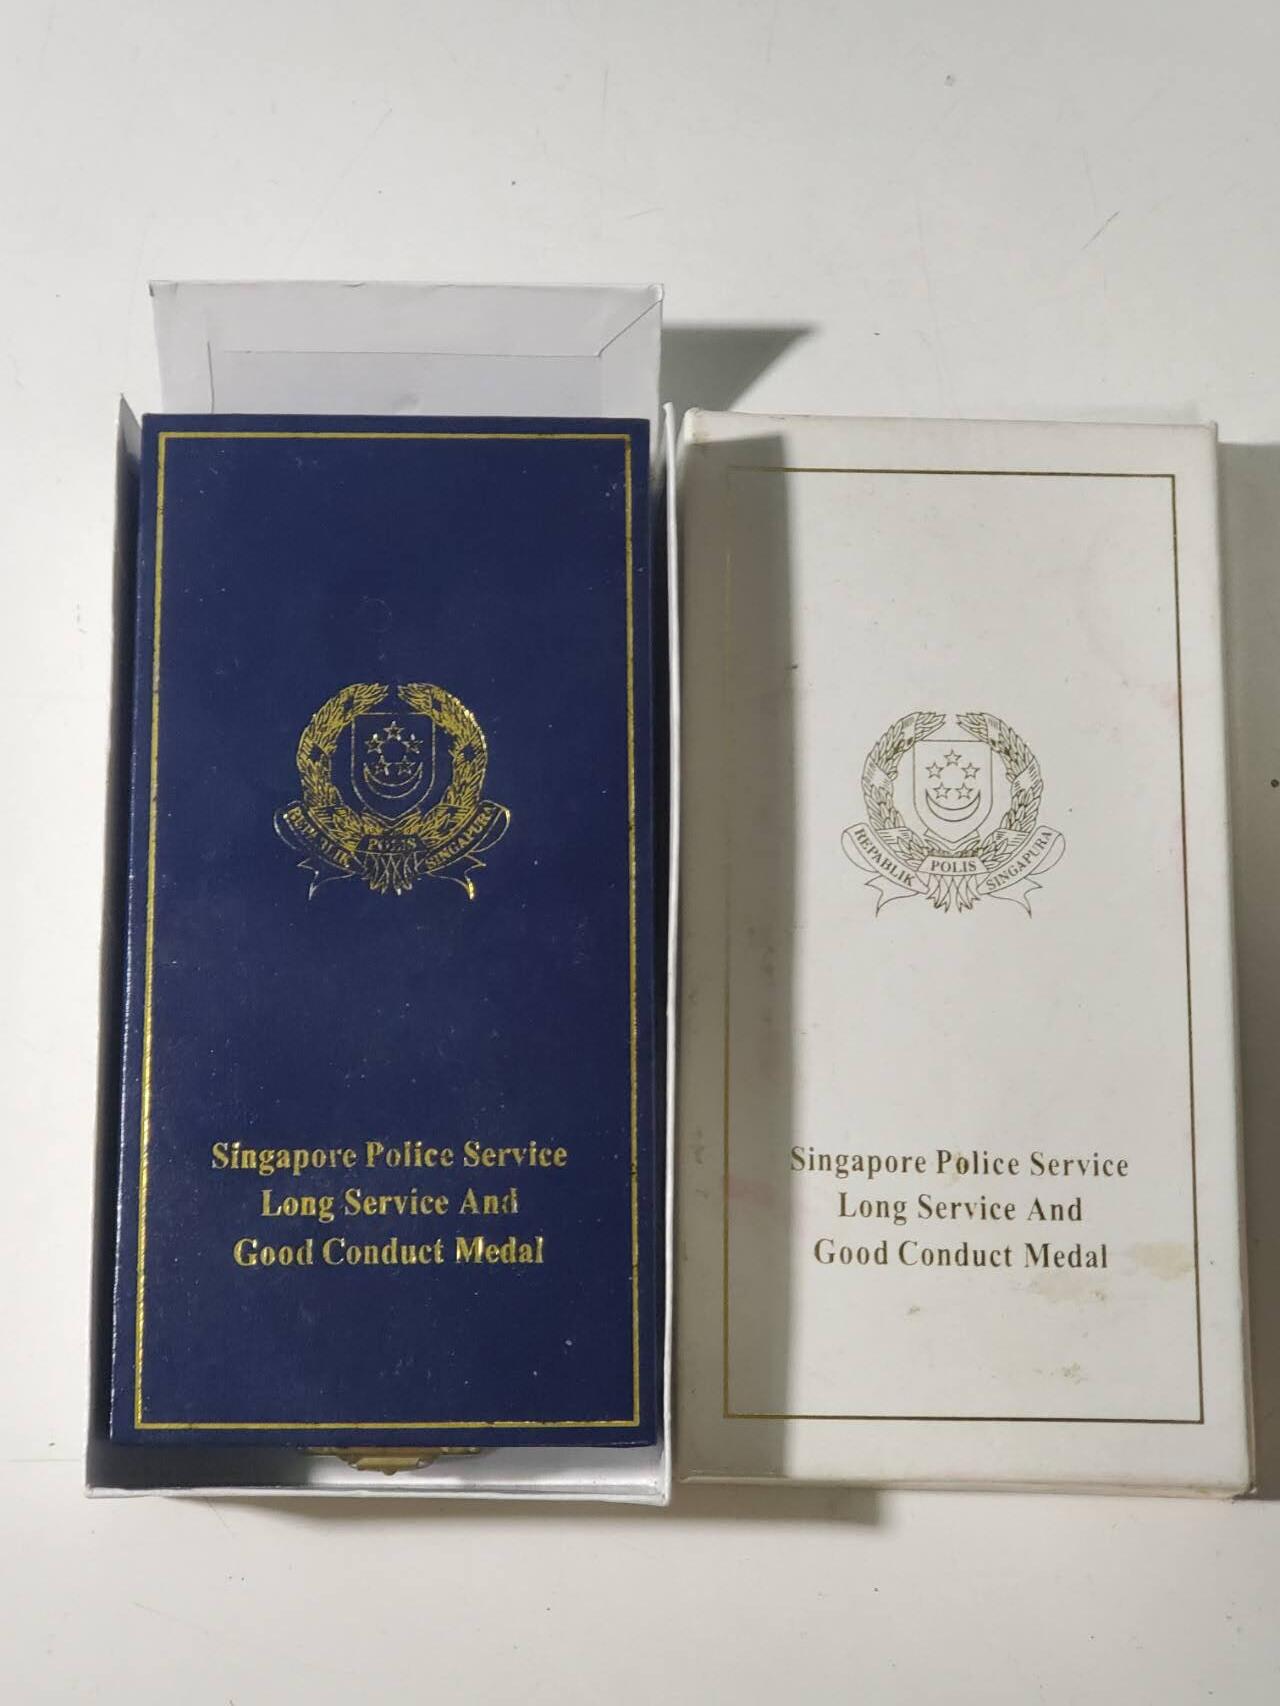 REPABLIK POLIS SINGAPURA
Singapore Police Service
Long Service And
Good Conduct Medal
REPABLIK POLIS SINGAPURA
Singapore Police Service
Long Service And
Good Conduct Medal